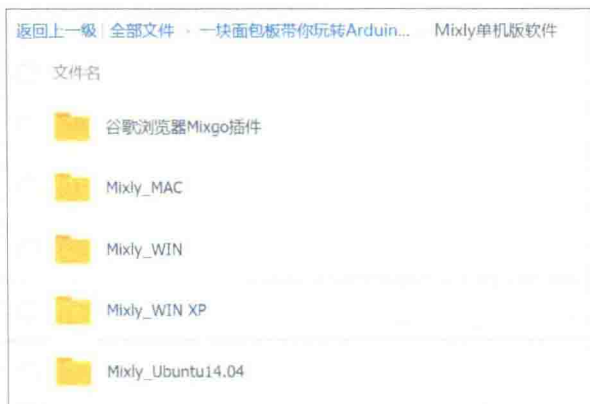 返回上一级 | 全部文件 > 一块面包板带你玩转Arduin... Mixly单机版软件
文件名
谷歌浏览器Mixgo插件
Mixly_MAC
Mixly_WIN
Mixly_WIN XP
Mixly_Ubuntu14.04